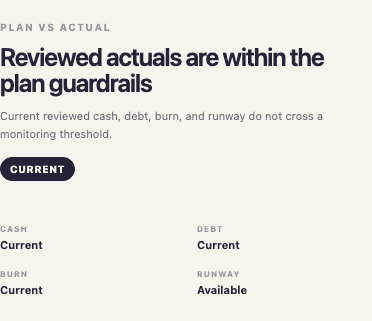 PLAN VS ACTUAL
Reviewed actuals are within the
plan guardrails
Current reviewed cash, debt, burn, and runway do not cross a
monitoring threshold.
CURRENT
CASH
Current
DEBT
Current
BURN
Current
RUNWAY
Available